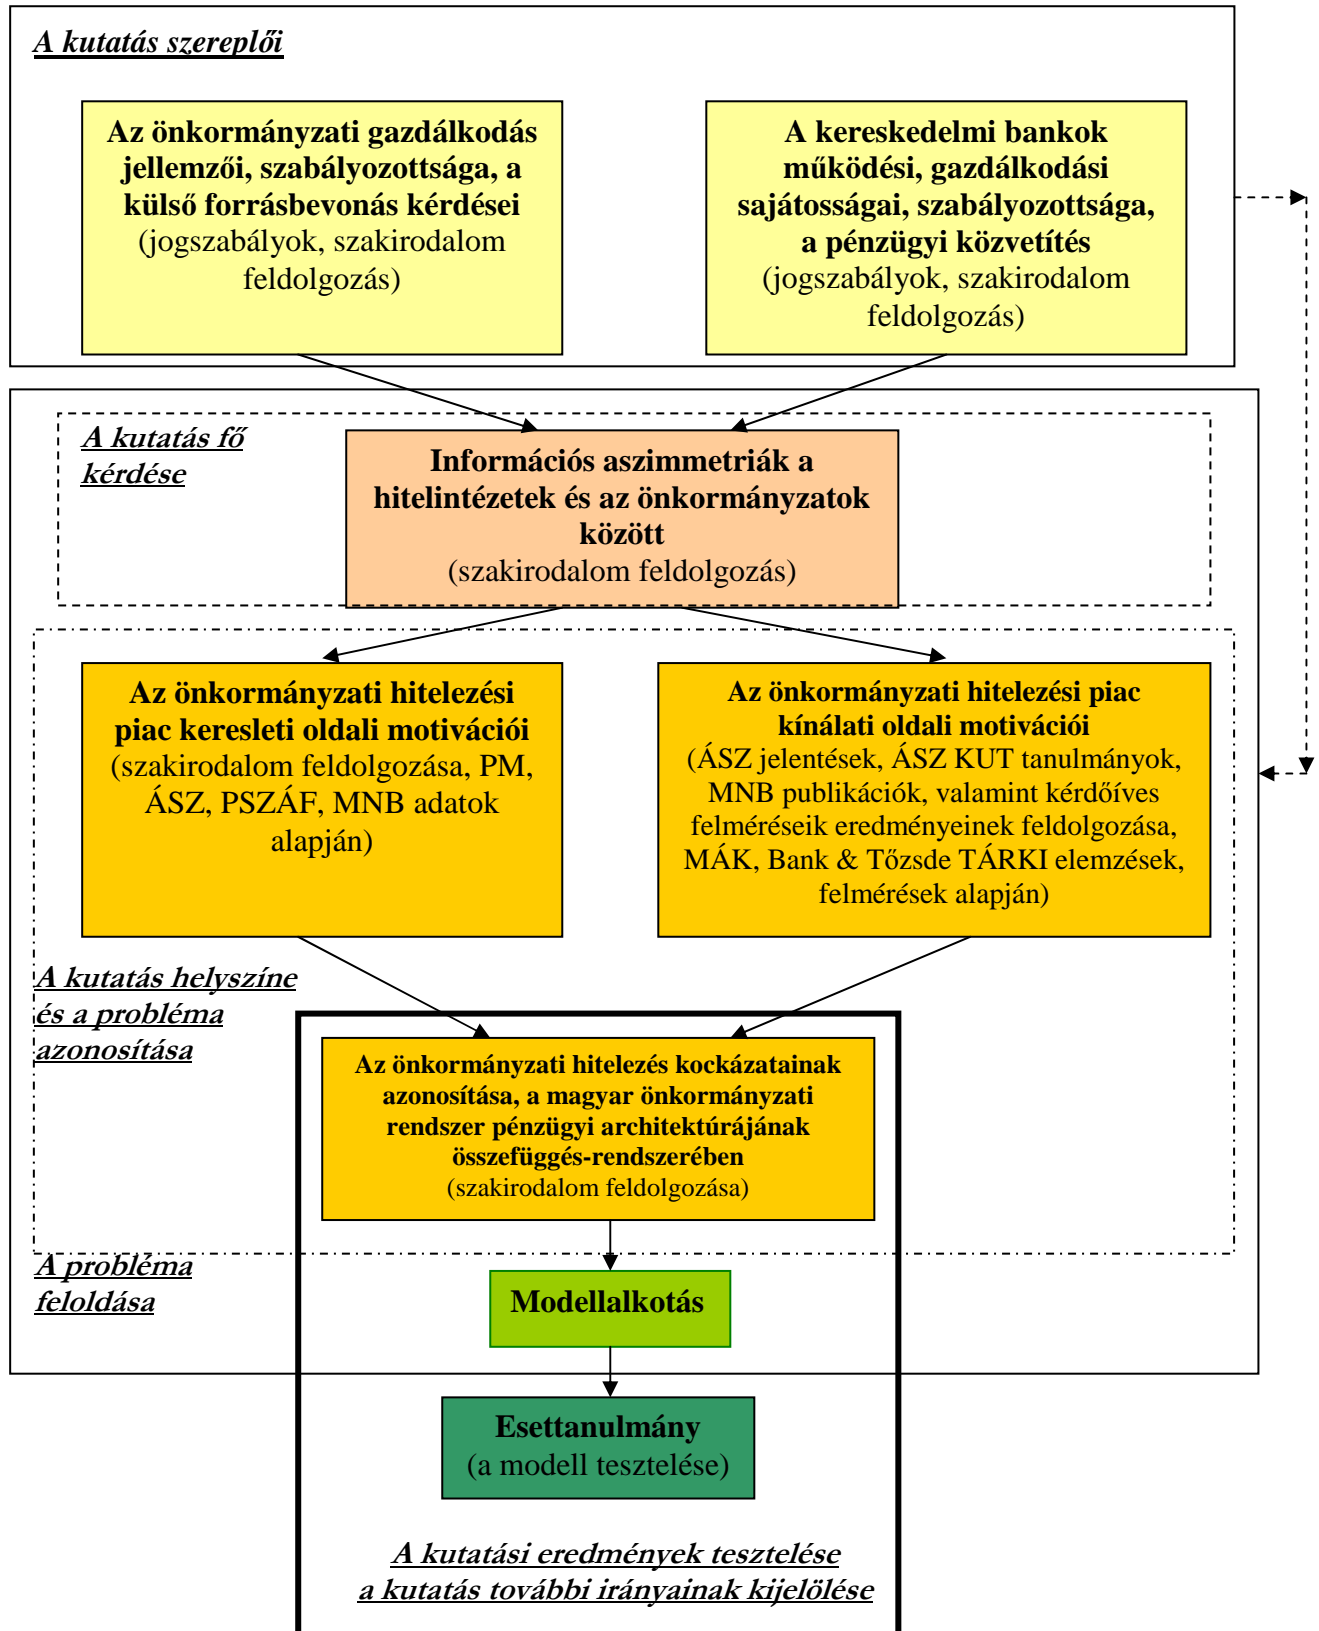 A kutatás szereplői
Az önkormányzati gazdálkodás
jellemzői, szabályozottsága, a
külső forrásbevonás kérdései
(jogszabályok, szakirodalom
feldolgozás)
A kereskedelmi bankok
működési, gazdálkodási
sajátosságai, szabályozottsága,
a pénzügyi közvetítés
(jogszabályok, szakirodalom
feldolgozás)
A kutatás fő
kérdése
Információs aszimmetriák a
hitelintézetek és az önkormányzatok
között
(szakirodalom feldolgozás)
Az önkormányzati hitelezési
piac keresleti oldali motivációi
(szakirodalom feldolgozása, PM,
ÁSZ, PSZÁF, MNB adatok
alapján)
Az önkormányzati hitelezési piac
kínálati oldali motivációi
(ÁSZ jelentések, ÁSZ KUT tanulmányok,
MNB publikációk, valamint kérdőíves
felméréseik eredményeinek feldolgozása,
MÁK, Bank & Tőzsde TÁRKI elemzések,
felmérések alapján)
A kutatás helyszíne
és a probléma
azonosítása
Az önkormányzati hitelezés kockázatainak
azonosítása, a magyar önkormányzati
rendszer pénzügyi architektúrájának
összefüggés-rendszerében
(szakirodalom feldolgozása)
A probléma
feloldása
Modellalkotás
Esettanulmány
(a modell tesztelése)
A kutatási eredmények tesztelése
a kutatás további irányainak kijelölése